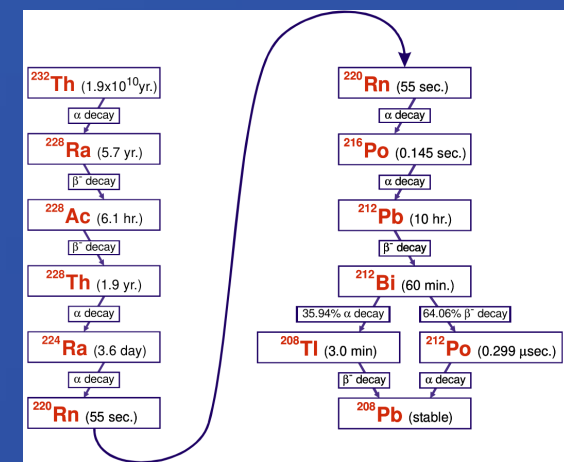 ²³²Th (1.9x10¹⁰yr.)
α decay
²²⁸Ra (5.7 yr.)
β⁻ decay
²²⁸Ac (6.1 hr.)
β⁻ decay
²²⁸Th (1.9 yr.)
α decay
²²⁴Ra (3.6 day)
α decay
²²⁰Rn (55 sec.)
²²⁰Rn (55 sec.)
α decay
²¹⁶Po (0.145 sec.)
α decay
²¹²Pb (10 hr.)
β⁻ decay
²¹²Bi (60 min.)
35.94% α decay
64.06% β⁻ decay
²⁰⁸Tl (3.0 min)
²¹²Po (0.299 μsec.)
β⁻ decay
α decay
²⁰⁸Pb (stable)